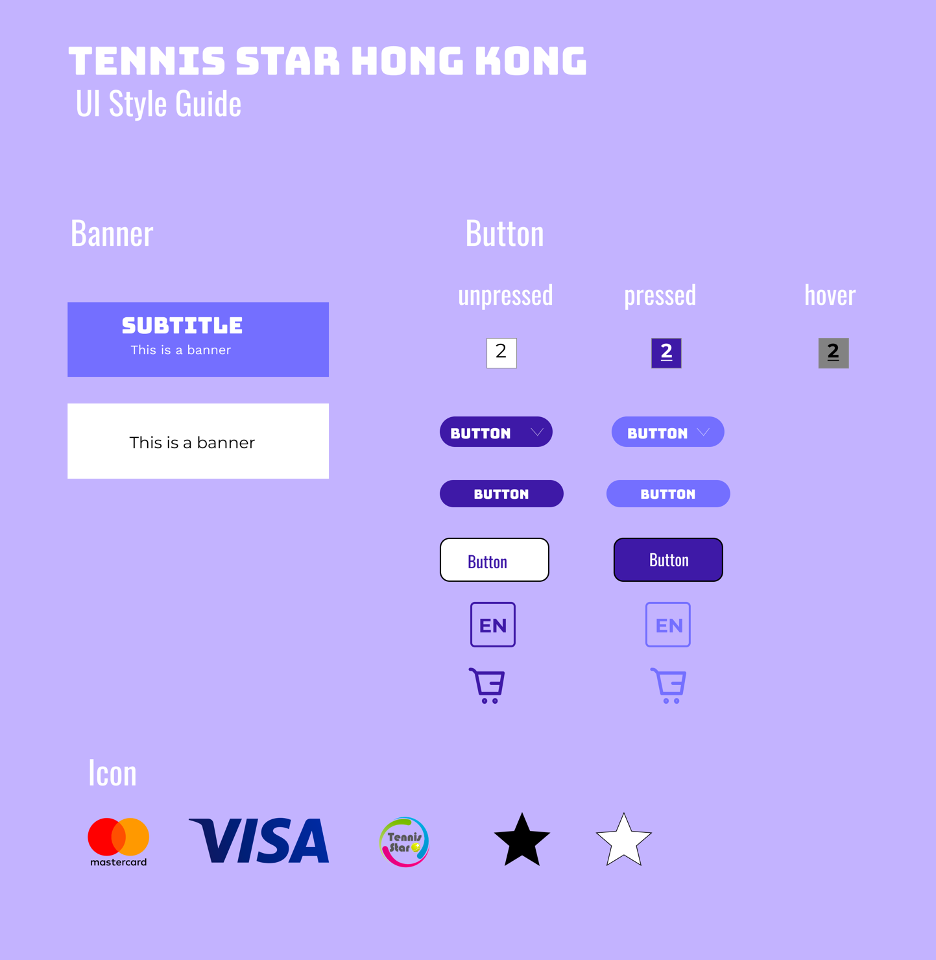 TENNIS STAR HONG KONG
UI Style Guide
Banner
Button
unpressed pressed hover
SUBTITLE
This is a banner
2 2 2
This is a banner
BUTTON BUTTON
BUTTON BUTTON
Button Button
EN EN
Icon
mastercard
VISA
Tennis
Star